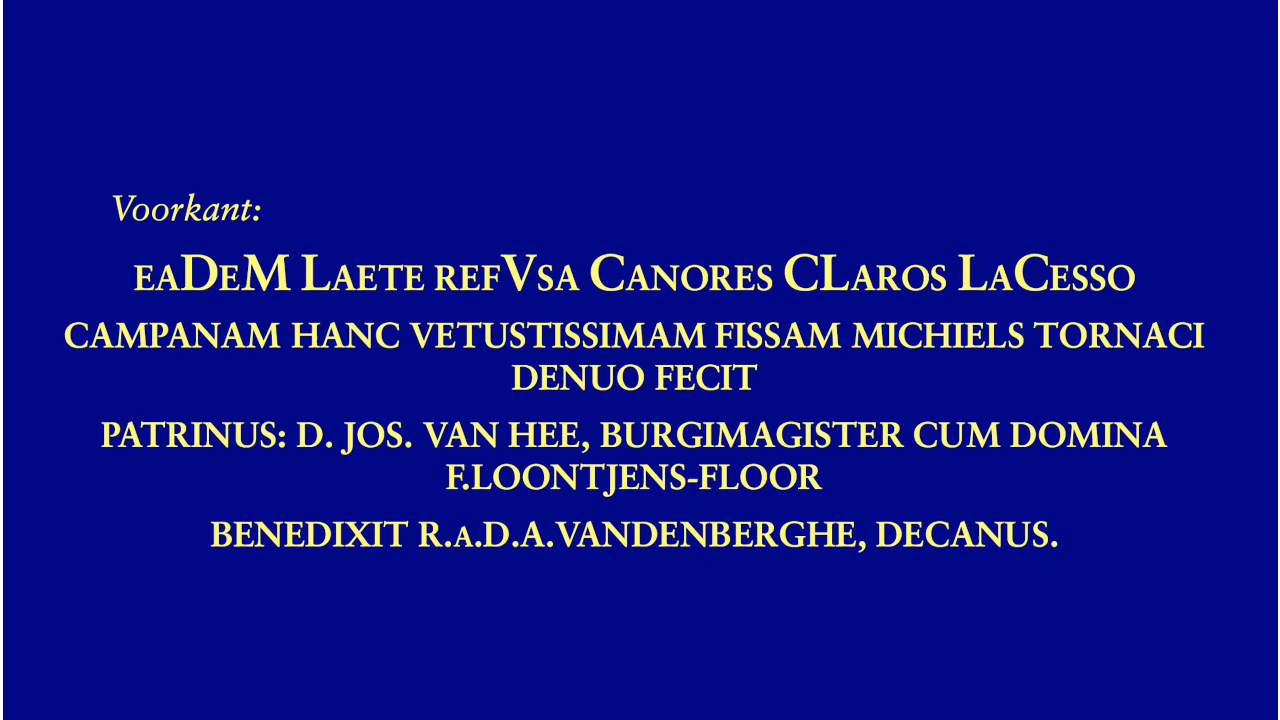 Voorkant:
EADEM LAETE REFVSA CANORES CLAROS LACESSO
CAMPANAM HANC VETUSTISSIMAM FISSAM MICHIELS TORNACI
DENUO FECIT
PATRINUS: D. JOS. VAN HEE, BURGIMAGISTER CUM DOMINA
F.LOONTJENS-FLOOR
BENEDIXIT R.A.D.A.VANDENBERGHE, DECANUS.